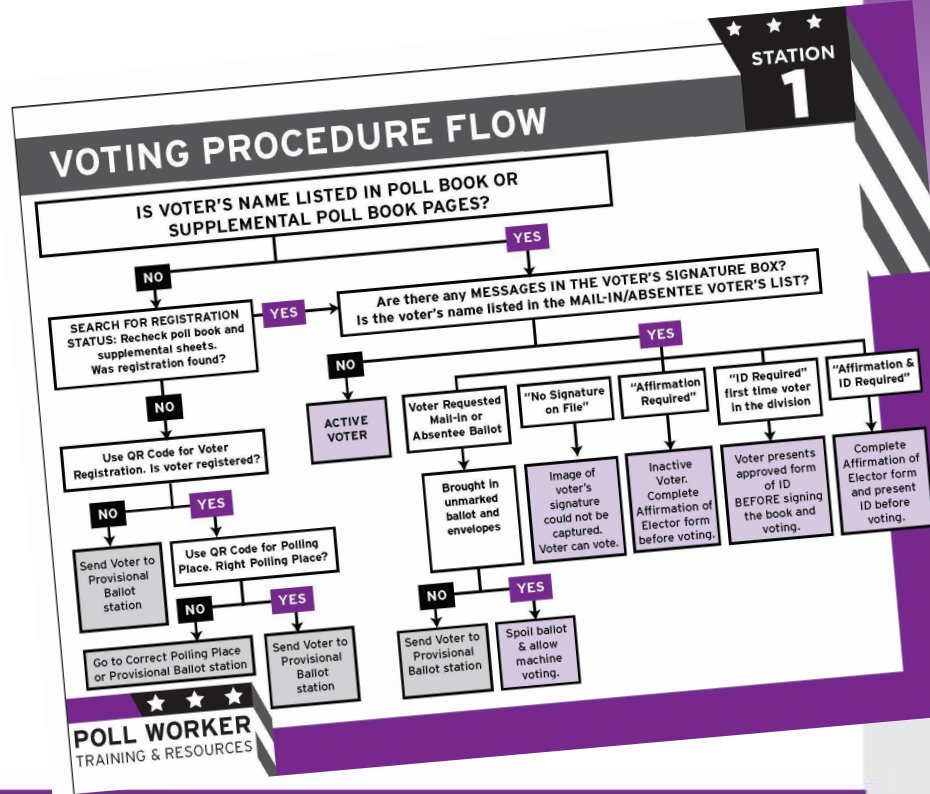 STATION
1
VOTING PROCEDURE FLOW
IS VOTER'S NAME LISTED IN POLL BOOK OR
SUPPLEMENTAL POLL BOOK PAGES?
YES
NO
Are there any MESSAGES IN THE VOTER'S SIGNATURE BOX?
Is the voter's name listed in the MAIL-IN/ABSENTEE VOTER'S LIST?
SEARCH FOR REGISTRATION
STATUS: Recheck poll book and
supplemental sheets.
Was registration found?
YES
YES
NO
ACTIVE
VOTER
Voter Requested
Mail-in or
Absentee Ballot
"No Signature
on File"
"Affirmation
Required"
"ID Required"
first time voter
in the division
"Affirmation &
ID Required"
NO
Use QR Code for Voter
Registration. Is voter registered?
Brought in
unmarked
ballot and
envelopes
Image of
voter's
signature
could not be
captured.
Voter can vote.
Inactive
Voter.
Complete
Affirmation of
Elector form
before voting.
Voter presents
approved form
of ID
BEFORE signing
the book and
voting.
Complete
Affirmation of
Elector form
and present
ID before
voting.
NO
YES
Send Voter to
Provisional
Ballot
station
Use QR Code for Polling
Place. Right Polling Place?
NO
YES
NO
YES
Go to Correct Polling Place
or Provisional Ballot station
Send Voter to
Provisional
Ballot
station
Send Voter to
Provisional
Ballot station
Spoil ballot
& allow
machine
voting.
POLL WORKER
TRAINING & RESOURCES